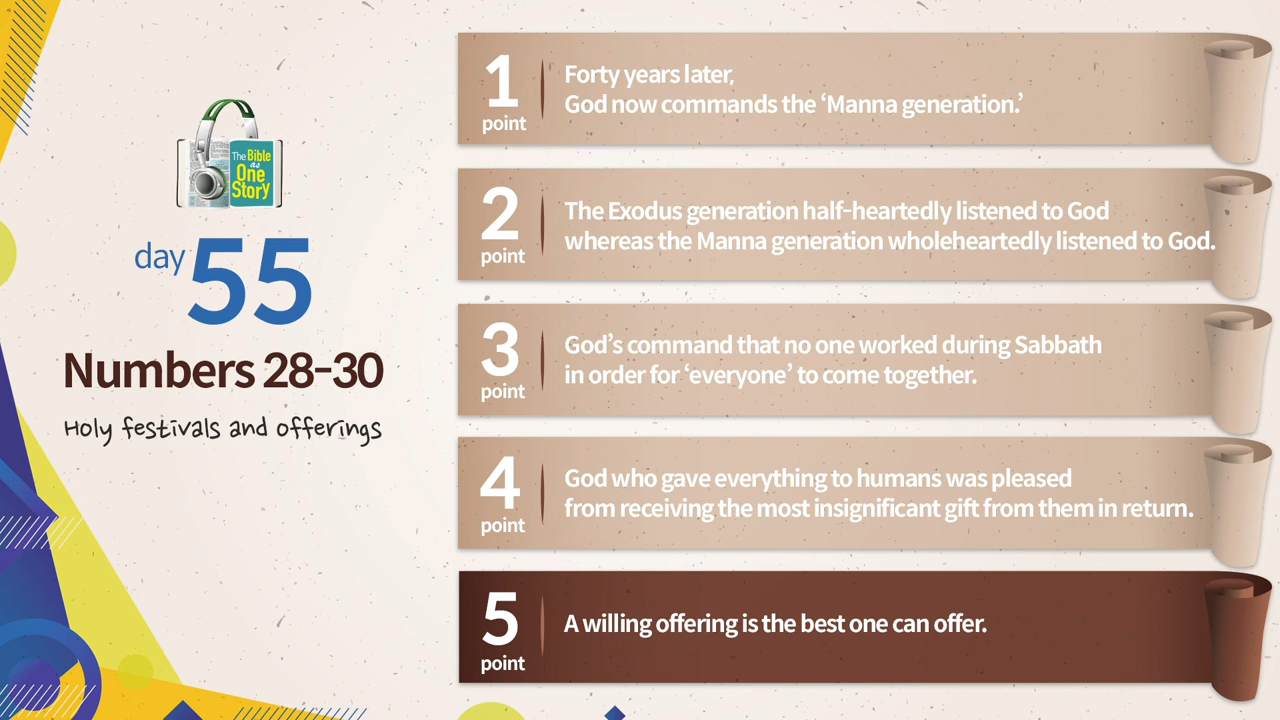 The Bible
as
One
Story
day 55
Numbers 28-30
Holy festivals and offerings
1
point
Forty years later,
God now commands the ‘Manna generation.’
2
point
The Exodus generation half-heartedly listened to God
whereas the Manna generation wholeheartedly listened to God.
3
point
God’s command that no one worked during Sabbath
in order for ‘everyone’ to come together.
4
point
God who gave everything to humans was pleased
from receiving the most insignificant gift from them in return.
5
point
A willing offering is the best one can offer.